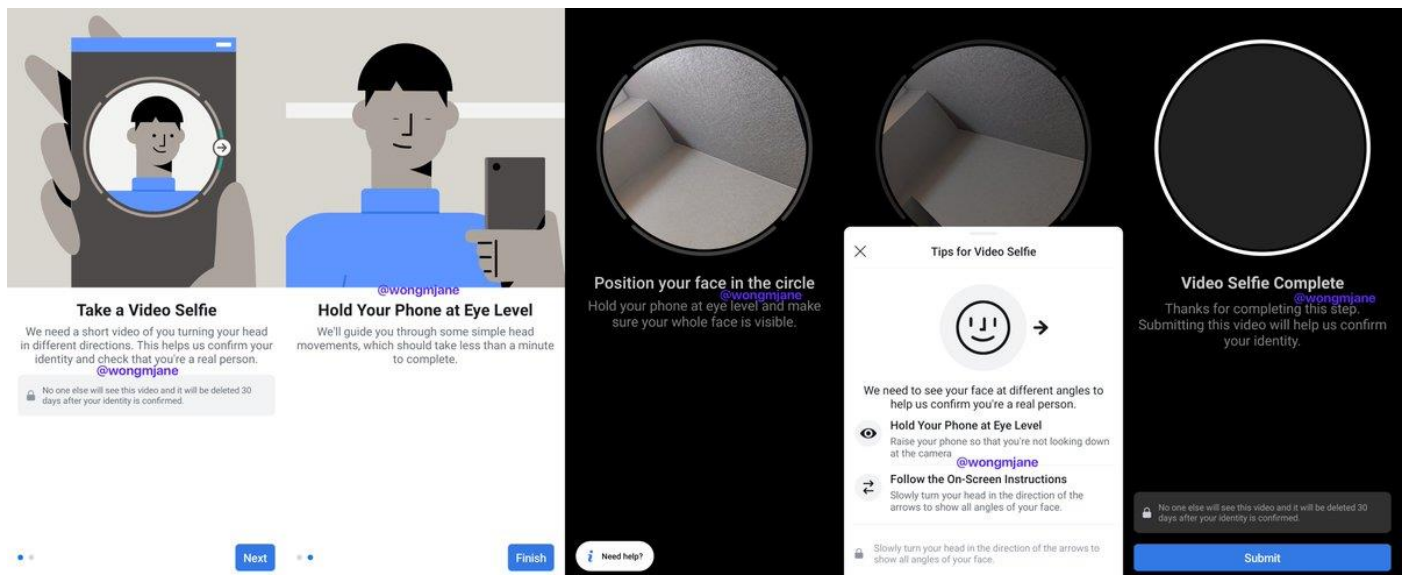 Take a Video Selfie
We need a short video of you turning your head
in different directions. This helps us confirm your
identity and check that you're a real person.
@wongmjane
No one else will see this video and it will be deleted 30
days after your identity is confirmed.
Next
@wongmjane
Hold Your Phone at Eye Level
We'll guide you through some simple head
movements, which should take less than a minute
to complete.
Finish
Position your face in the circle
@wongmjane
Hold your phone at eye level and make
sure your whole face is visible.
Need help?
Tips for Video Selfie
We need to see your face at different angles to
help us confirm you're a real person.
Hold Your Phone at Eye Level
Raise your phone so that you're not looking down
at the camera
@wongmjane
Follow the On-Screen Instructions
Slowly turn your head in the direction of the
arrows to show all angles of your face.
Slowly turn your head in the direction of the arrows to
show all angles of your face.
Video Selfie Complete
@wongmjane
Thanks for completing this step.
Submitting this video will help us confirm
your identity.
No one else will see this video and it will be deleted 30
days after your identity is confirmed.
Submit